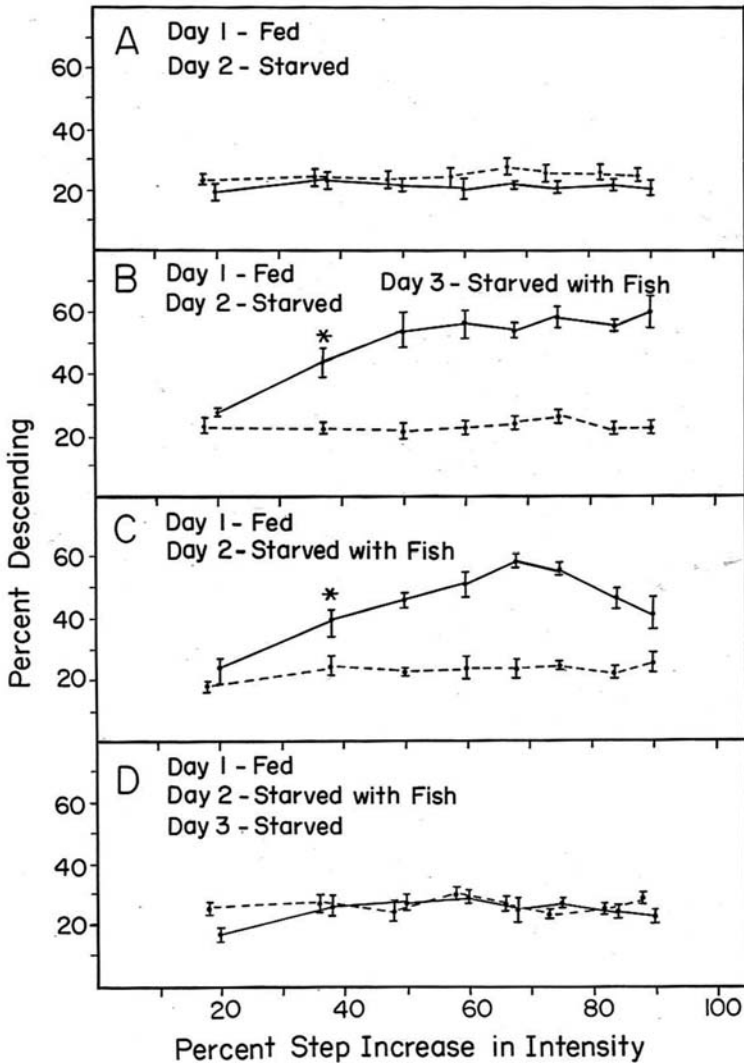 A
Day 1 - Fed
Day 2 - Starved
60
40
20
B
Day 1 - Fed
Day 2 - Starved
Day 3 - Starved with Fish
*
60
40
20
C
Day 1 - Fed
Day 2 - Starved with Fish
*
60
40
20
D
Day 1 - Fed
Day 2 - Starved with Fish
Day 3 - Starved
60
40
20
Percent Descending
20 40 60 80 100
Percent Step Increase in Intensity